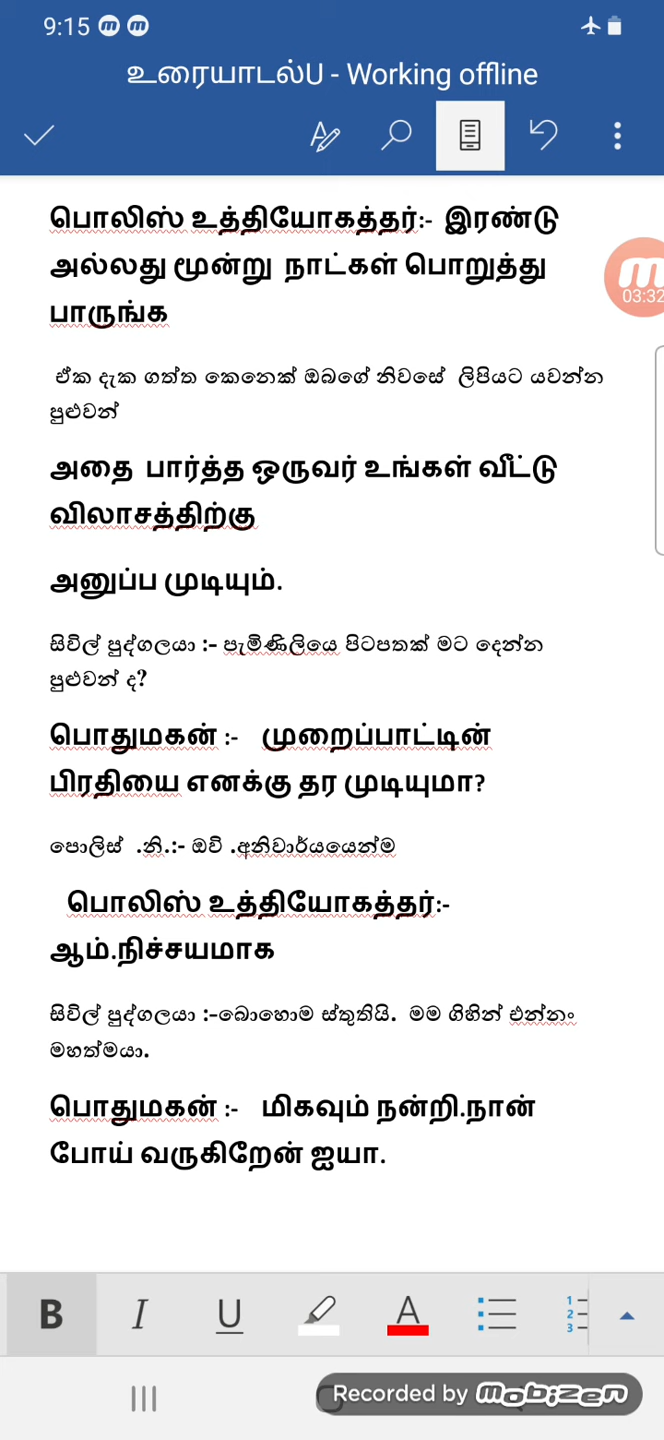 9:15
உரையாடல்U - Working offline
பொலிஸ் உத்தியோகத்தர்:- இரண்டு
அல்லது மூன்று நாட்கள் பொறுத்து
பாருங்க
03:32
ඒක දැක ගත්ත කෙනෙක් ඔබගේ නිවසේ ලිපියට යවන්න
පුළුවන්
அதை பார்த்த ஒருவர் உங்கள் வீட்டு
விலாசத்திற்கு
அனுப்ப முடியும்.
සිවිල් පුද්ගලයා :- පැමිණිලියෙ පිටපතක් මට දෙන්න
පුළුවන් ද?
பொதுமகன் :- முறைப்பாட்டின்
பிரதியை எனக்கு தர முடியுமா?
පොලිස් .නි.:- ඔව් .අනිවාර්යයෙන්ම
பொலிஸ் உத்தியோகத்தர்:-
ஆம்.நிச்சயமாக
සිවිල් පුද්ගලයා :-බොහොම ස්තුතියි. මම ගිහින් එන්නං
මහත්මයා.
பொதுமகன் :- மிகவும் நன்றி.நான்
போய் வருகிறேன் ஐயா.
B I U A 1 2 3
Recorded by mobizen